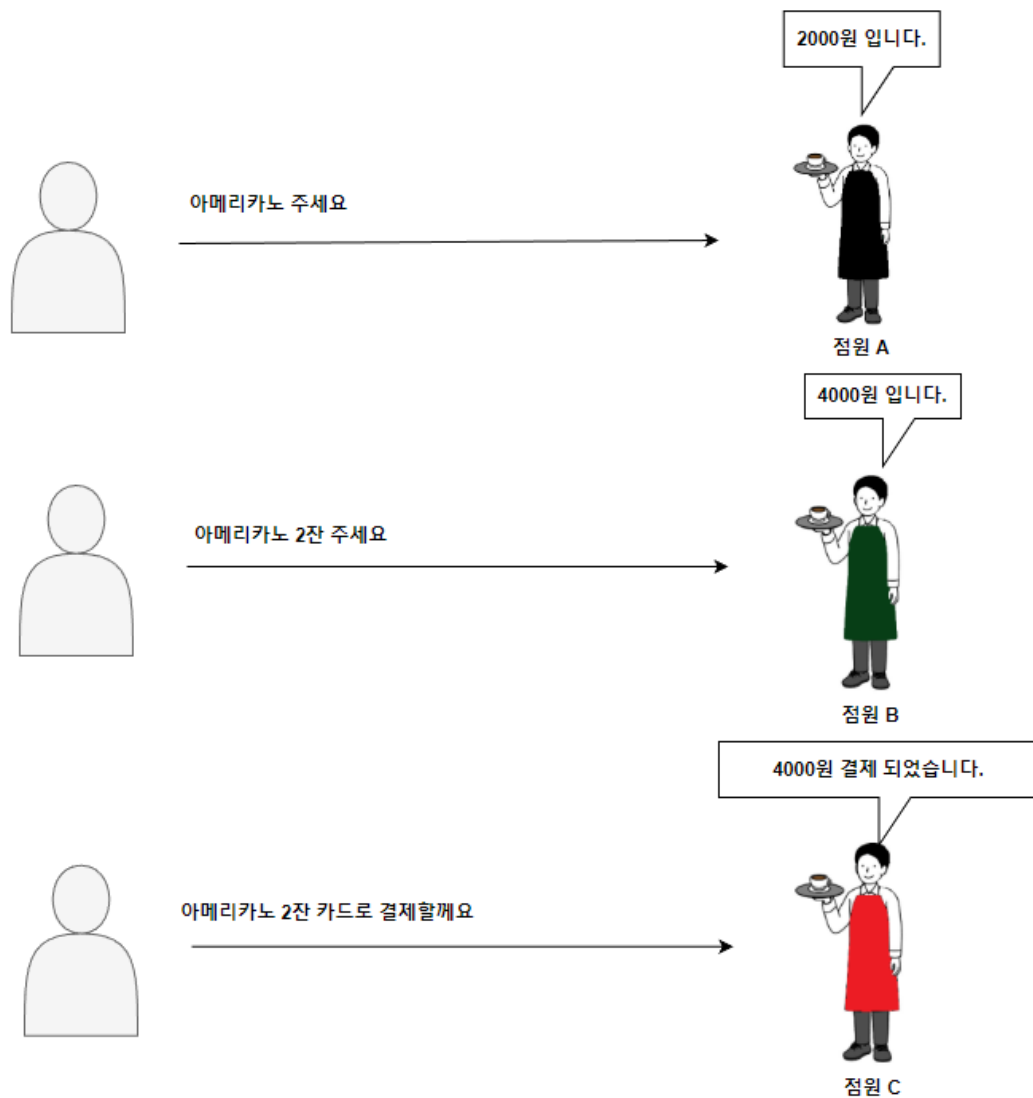 2000원 입니다.
아메리카노 주세요
점원 A
4000원 입니다.
아메리카노 2잔 주세요
점원 B
4000원 결제 되었습니다.
아메리카노 2잔 카드로 결제할께요
점원 C